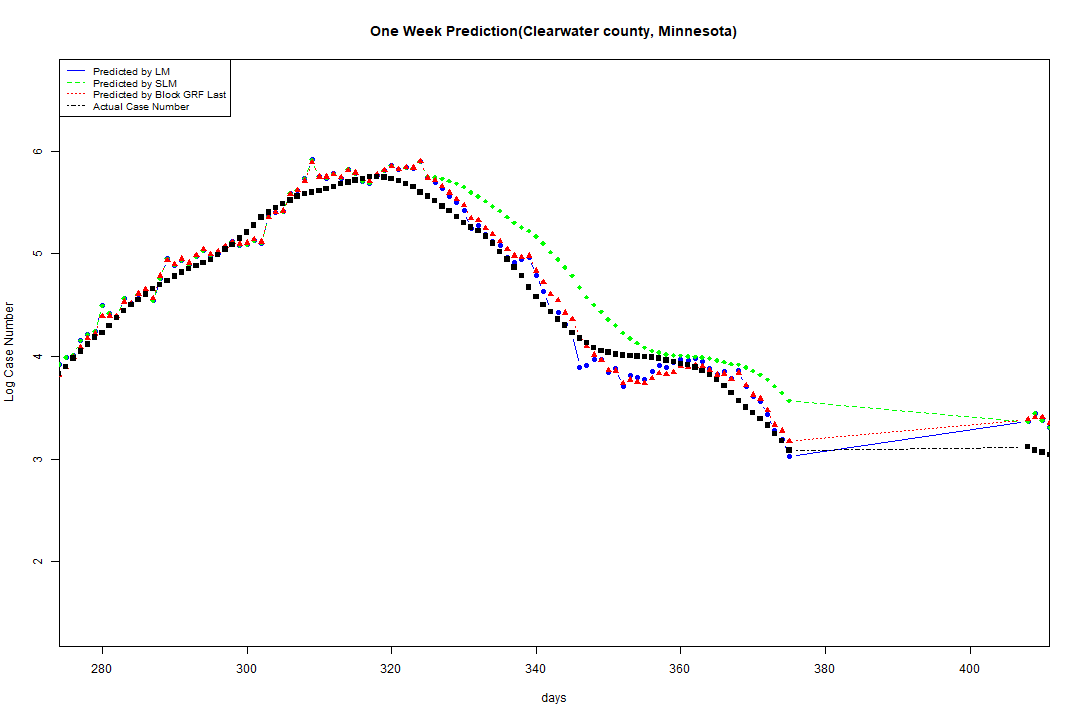 One Week Prediction(Clearwater county, Minnesota)
Predicted by LM
Predicted by SLM
Predicted by Block GRF Last
Actual Case Number
6
5
4
3
2
Log Case Number
280 300 320 340 360 380 400
days